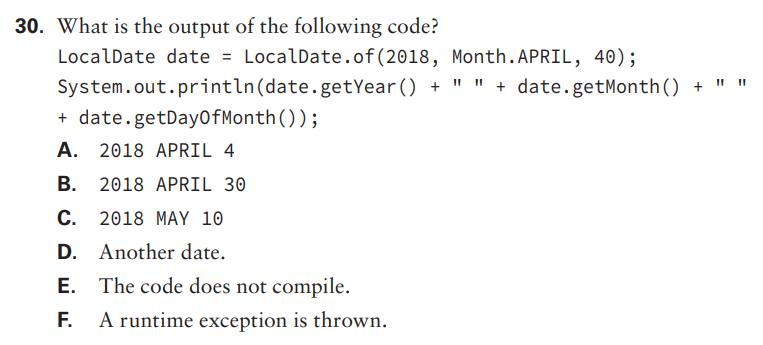 30. What is the output of the following code?
LocalDate date = LocalDate.of(2018, Month.APRIL, 40);
System.out.println(date.getYear() + " " + date.getMonth() + " "
+ date.getDayOfMonth());
A. 2018 APRIL 4
B. 2018 APRIL 30
C. 2018 MAY 10
D. Another date.
E. The code does not compile.
F. A runtime exception is thrown.